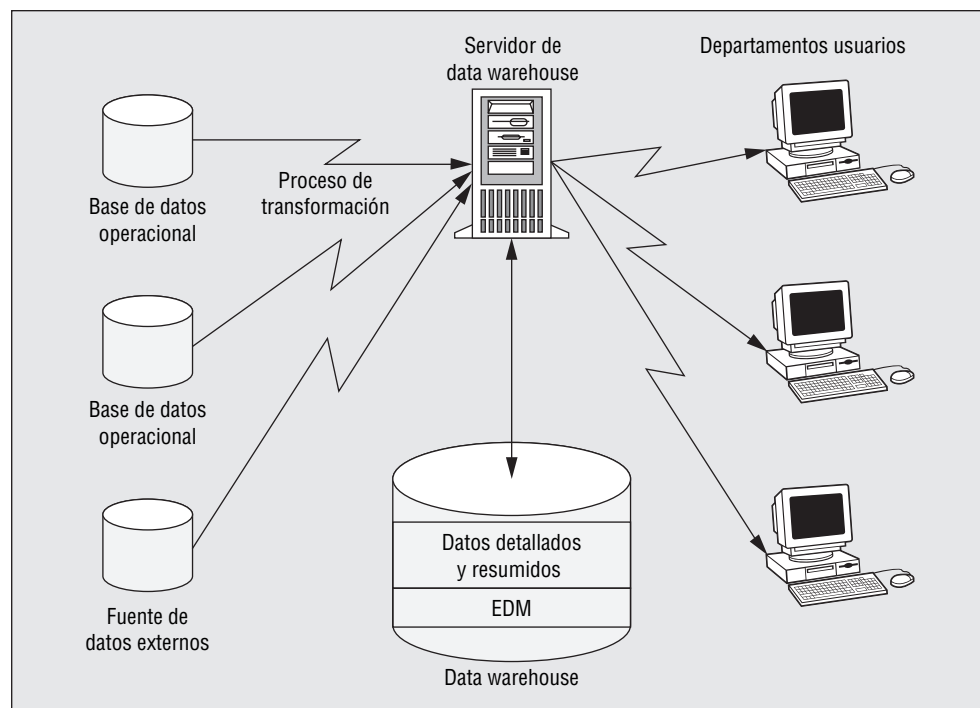 Servidor de
data warehouse
Departamentos usuarios
Proceso de
transformación
Base de datos
operacional
Base de datos
operacional
Fuente de
datos externos
Datos detallados
y resumidos
EDM
Data warehouse